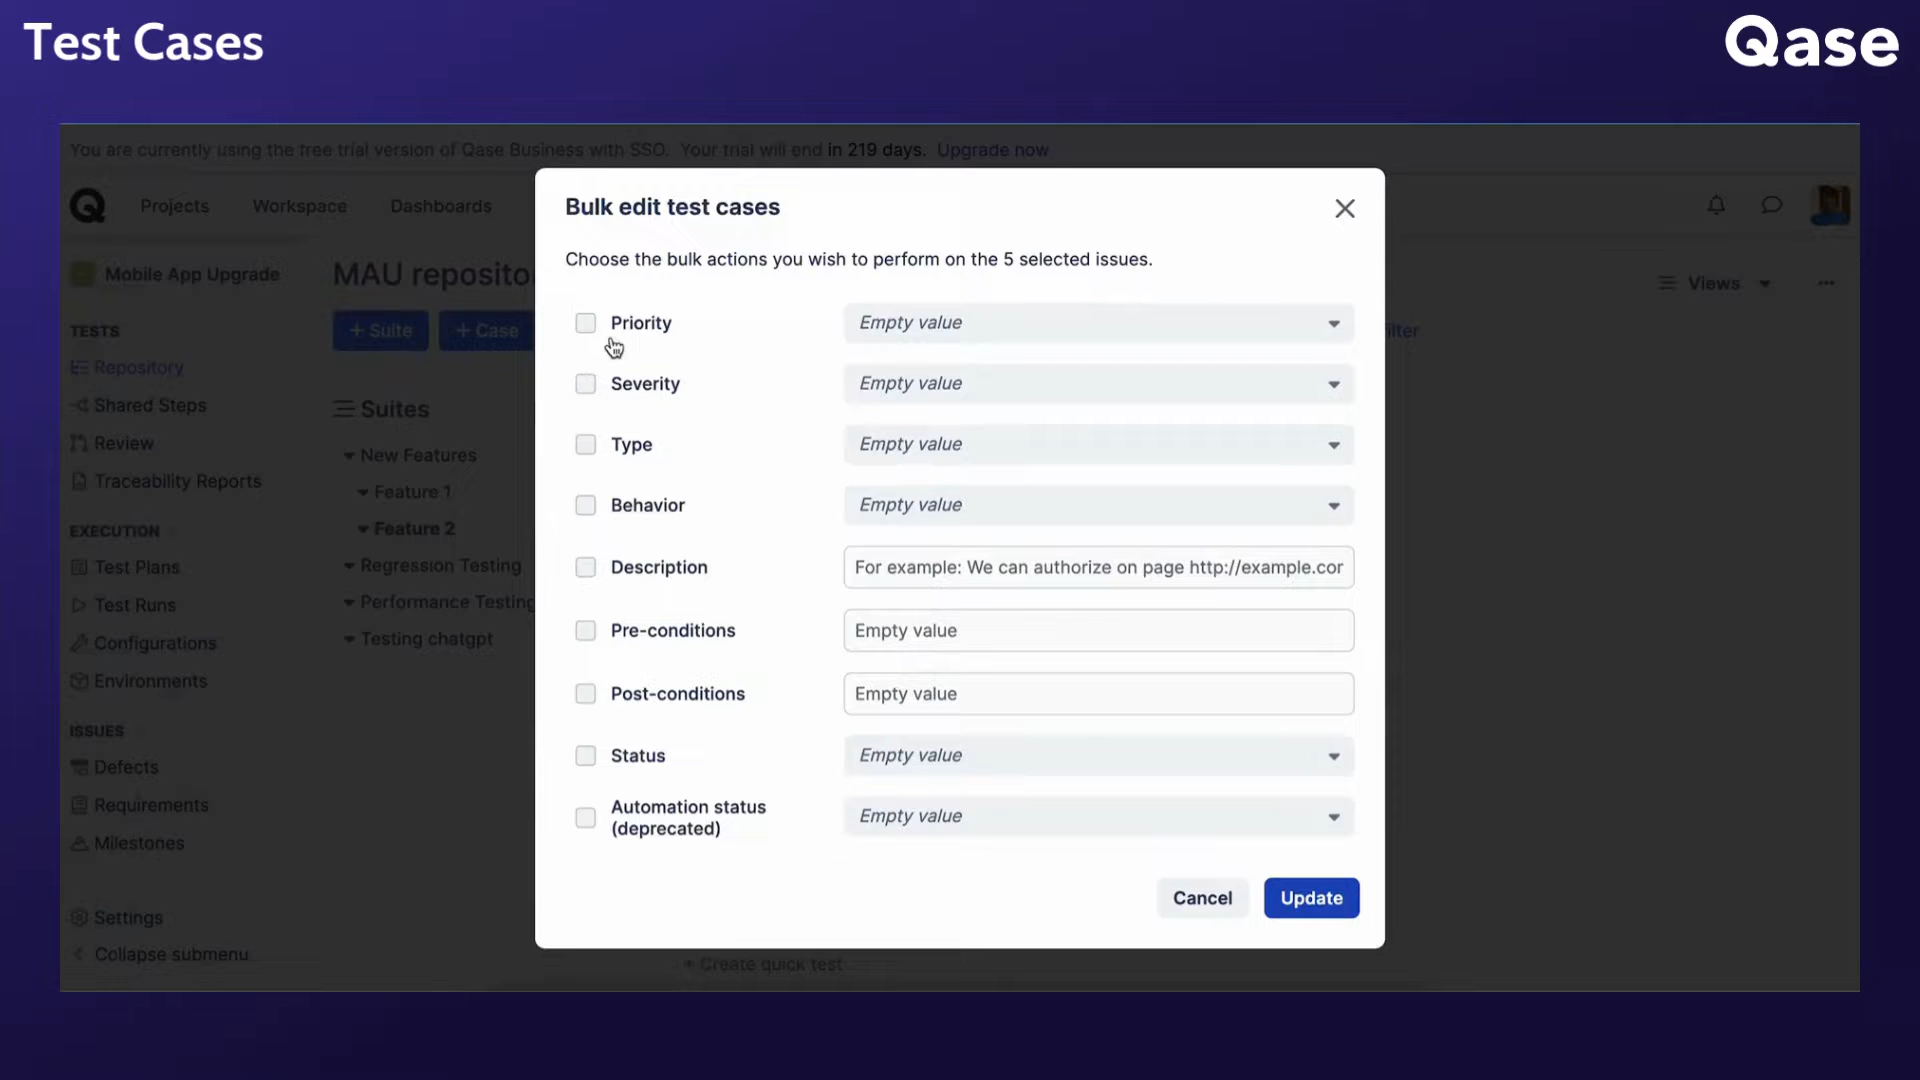 Test Cases
Qase
You are currently using the free trial version of Qase Business with SSO. Your trial will end in 219 days. Upgrade now
Projects
Workspace
Dashboards
Mobile App Upgrade
TESTS
Repository
Shared Steps
Review
Traceability Reports
EXECUTION
Test Plans
Test Runs
Configurations
Environments
ISSUES
Defects
Requirements
Milestones
Settings
Collapse submenu
MAU reposito
+ Suite
+ Case
Suites
New Features
Feature 1
Feature 2
Regression Testing
Performance Testing
Testing chatgpt
Bulk edit test cases
Choose the bulk actions you wish to perform on the 5 selected issues.
Priority
Empty value
Severity
Empty value
Type
Empty value
Behavior
Empty value
Description
For example: We can authorize on page http://example.cor
Pre-conditions
Empty value
Post-conditions
Empty value
Status
Empty value
Automation status
(deprecated)
Empty value
Cancel
Update
+ Create quick test
Views
ilter